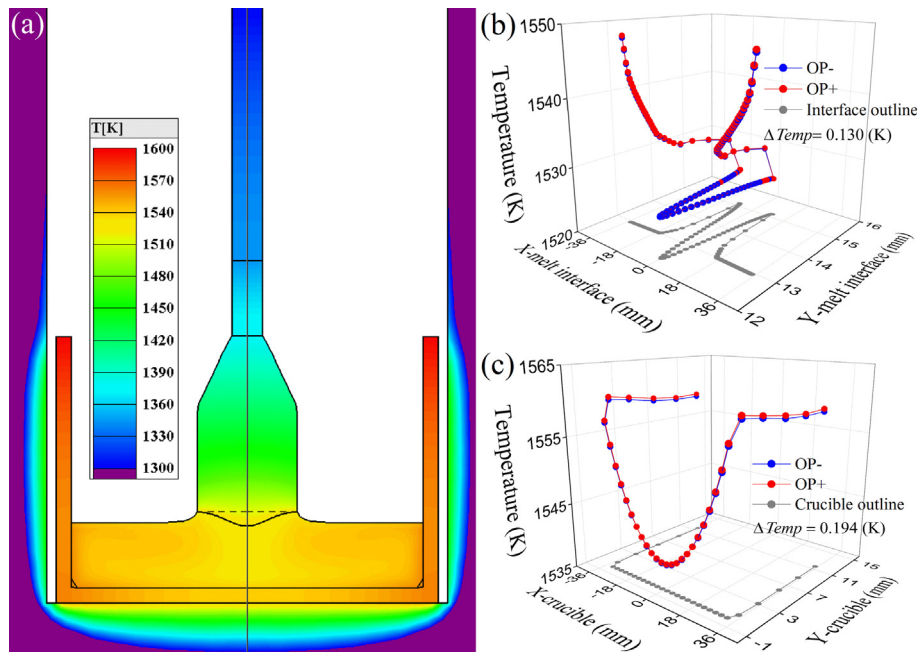 (a)
T[K]
1600
1570
1540
1510
1480
1450
1420
1390
1360
1330
1300
(b)
Temperature (K)
1550
1540
1530
1520
OP-
OP+
Interface outline
ΔTemp= 0.130 (K)
-36
-18
0
18
36
X-melt interface (mm)
12
13
14
15
16
Y-melt interface (mm)
(c)
Temperature (K)
1565
1555
1545
1535
OP-
OP+
Crucible outline
ΔTemp= 0.194 (K)
-36
-18
0
18
36
X-crucible (mm)
-1
3
7
11
15
Y-crucible (mm)